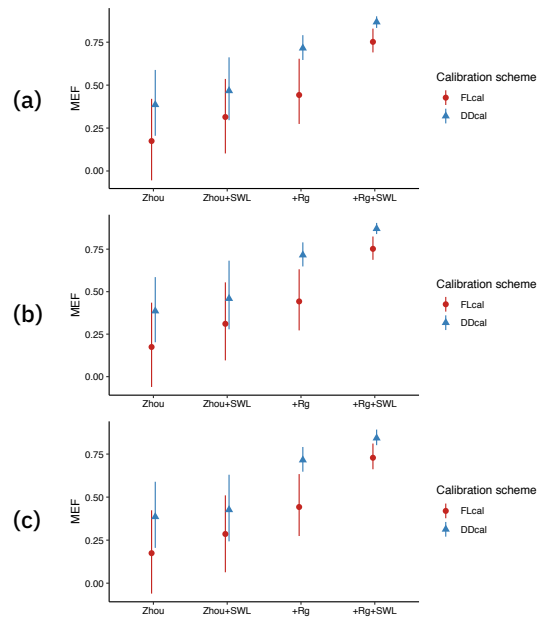 (a)
MEF
0.75
0.50
0.25
0.00
Zhou Zhou+SWL +Rg +Rg+SWL
Calibration scheme
FLcal
DDcal
(b)
MEF
0.75
0.50
0.25
0.00
Zhou Zhou+SWL +Rg +Rg+SWL
Calibration scheme
FLcal
DDcal
(c)
MEF
0.75
0.50
0.25
0.00
Zhou Zhou+SWL +Rg +Rg+SWL
Calibration scheme
FLcal
DDcal